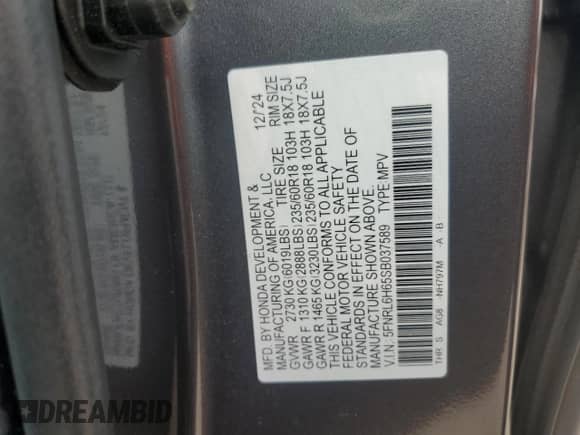 MFD. BY HONDA DEVELOPMENT &
MANUFACTURING OF AMERICA, LLC 12/'24
GVWR 2730 KG (6019LBS) TIRE SIZE RIM SIZE
GAWR F 1310 KG (2888LBS) 235/60R18 103H 18X7.5J
GAWR R 1465 KG (3230LBS) 235/60R18 103H 18X7.5J
THIS VEHICLE CONFORMS TO ALL APPLICABLE
FEDERAL MOTOR VEHICLE SAFETY
STANDARDS IN EFFECT ON THE DATE OF
MANUFACTURE SHOWN ABOVE.
V.I.N: 5FNRL6H65SB037589 TYPE:MPV
THR S AG8 -NH797M A B
DREAMBID